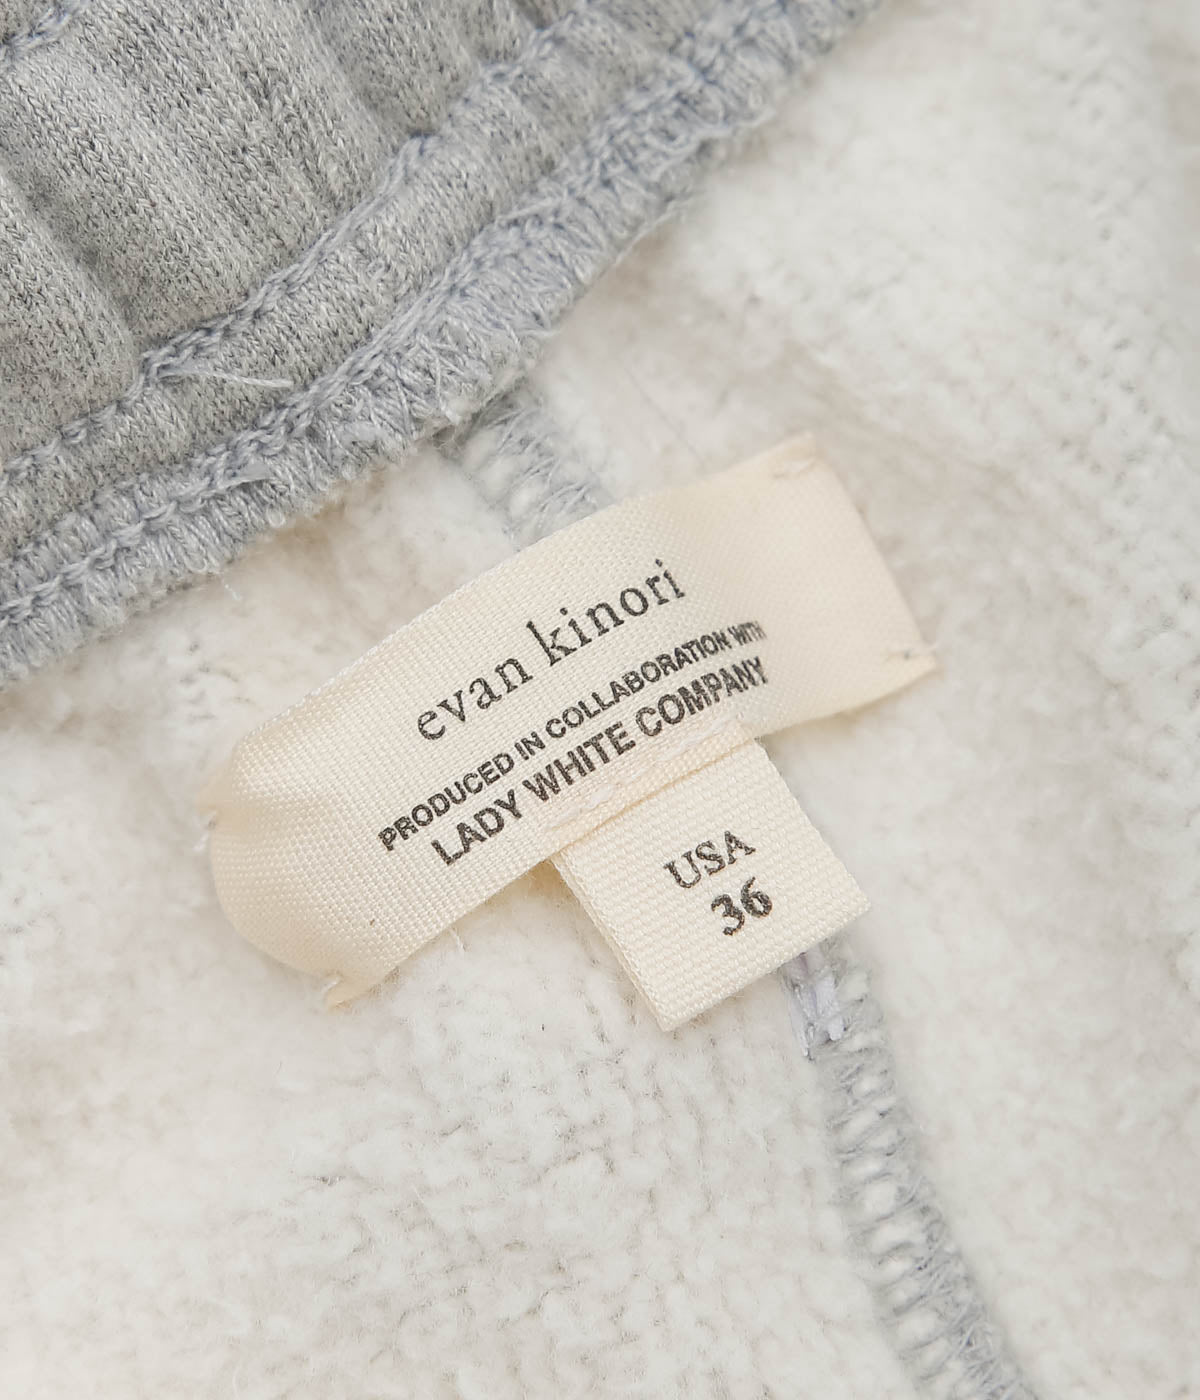 evan kinori
PRODUCED IN COLLABORATION WITH
LADY WHITE COMPANY
USA
36